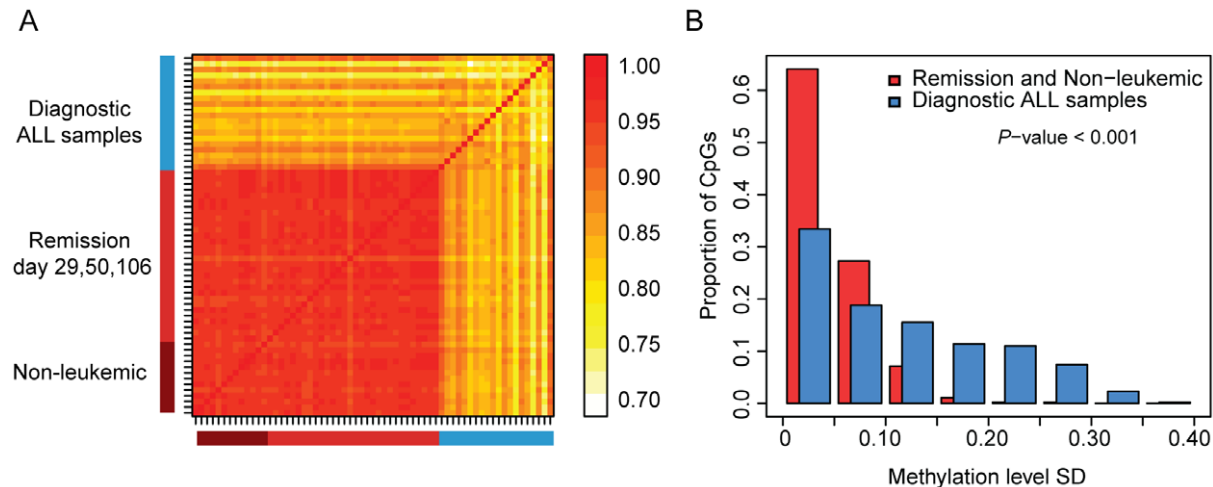 A
Diagnostic
ALL samples
Remission
day 29,50,106
Non-leukemic
1.00
0.95
0.90
0.85
0.80
0.75
0.70
B
Remission and Non-leukemic
Diagnostic ALL samples
P-value < 0.001
Proportion of CpGs
0.6
0.5
0.4
0.3
0.2
0.1
0.0
0
0.10
0.20
0.30
0.40
Methylation level SD